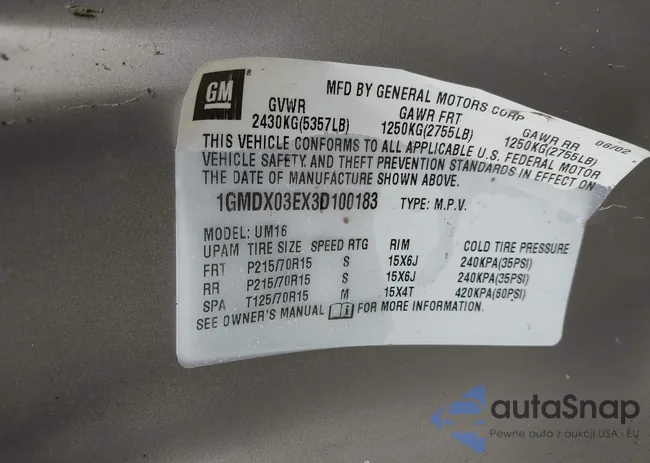 GM
MFD BY GENERAL MOTORS CORP
06/02
GVWR GAWR FRT GAWR RR
2430KG(5357LB) 1250KG(2755LB) 1250KG(2755LB)
THIS VEHICLE CONFORMS TO ALL APPLICABLE U.S. FEDERAL MOTOR
VEHICLE SAFETY, AND THEFT PREVENTION STANDARDS IN EFFECT ON
THE DATE OF MANUFACTURE SHOWN ABOVE.
1GMDX03EX3D100183 TYPE: M.P.V.
MODEL: UM16
UPAM TIRE SIZE SPEED RTG RIM COLD TIRE PRESSURE
FRT P215/70R15 S 15X6J 240KPA(35PSI)
RR P215/70R15 S 15X6J 240KPA(35PSI)
SPA T125/70R15 M 15X4T 420KPA(60PSI)
SEE OWNER'S MANUAL i FOR MORE INFORMATION.
autaSnap
Pewne auta z aukcji USA i EU